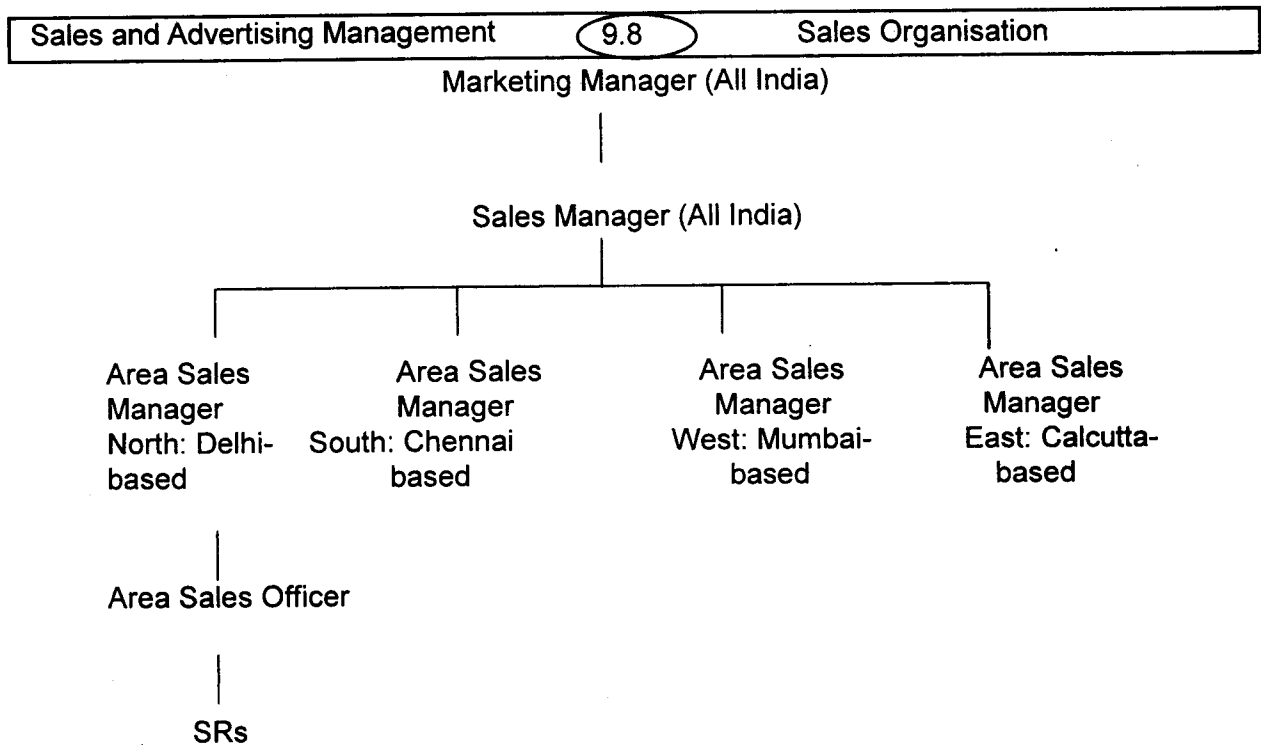 Sales and Advertising Management 9.8 Sales Organisation
Marketing Manager (All India)
Sales Manager (All India)
Area Sales
Manager
North: Delhi-
based
Area Sales
Manager
South: Chennai
based
Area Sales
Manager
West: Mumbai-
based
Area Sales
Manager
East: Calcutta-
based
Area Sales Officer
SRs